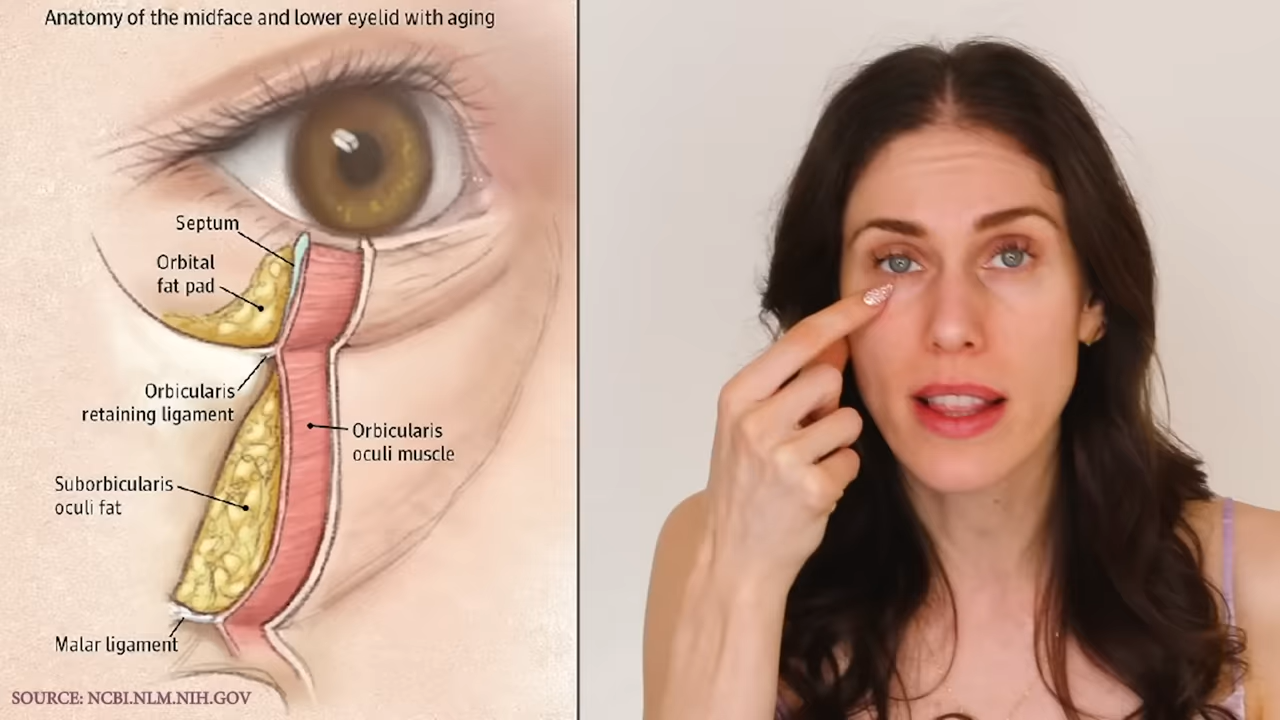 Anatomy of the midface and lower eyelid with aging
Septum
Orbital
fat pad
Orbicularis
retaining ligament
Orbicularis
oculi muscle
Suborbicularis
oculi fat
Malar ligament
SOURCE: NCBI.NLM.NIH.GOV